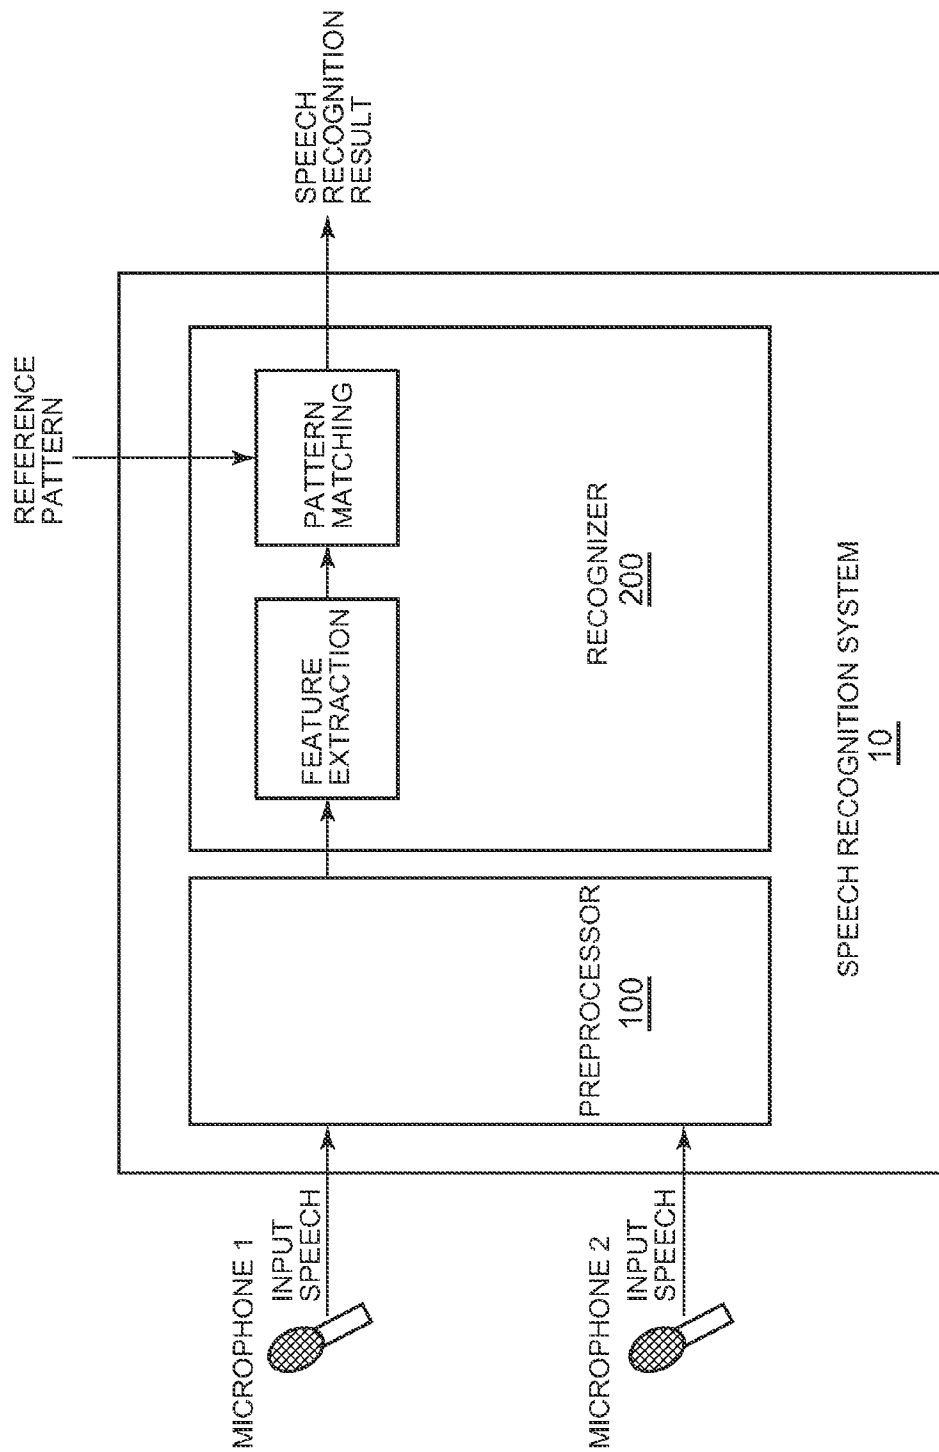 REFERENCE
PATTERN
MICROPHONE 1
INPUT
SPEECH
FEATURE
EXTRACTION
PATTERN
MATCHING
SPEECH
RECOGNITION
RESULT
MICROPHONE 2
INPUT
SPEECH
PREPROCESSOR
100
RECOGNIZER
200
SPEECH RECOGNITION SYSTEM
10